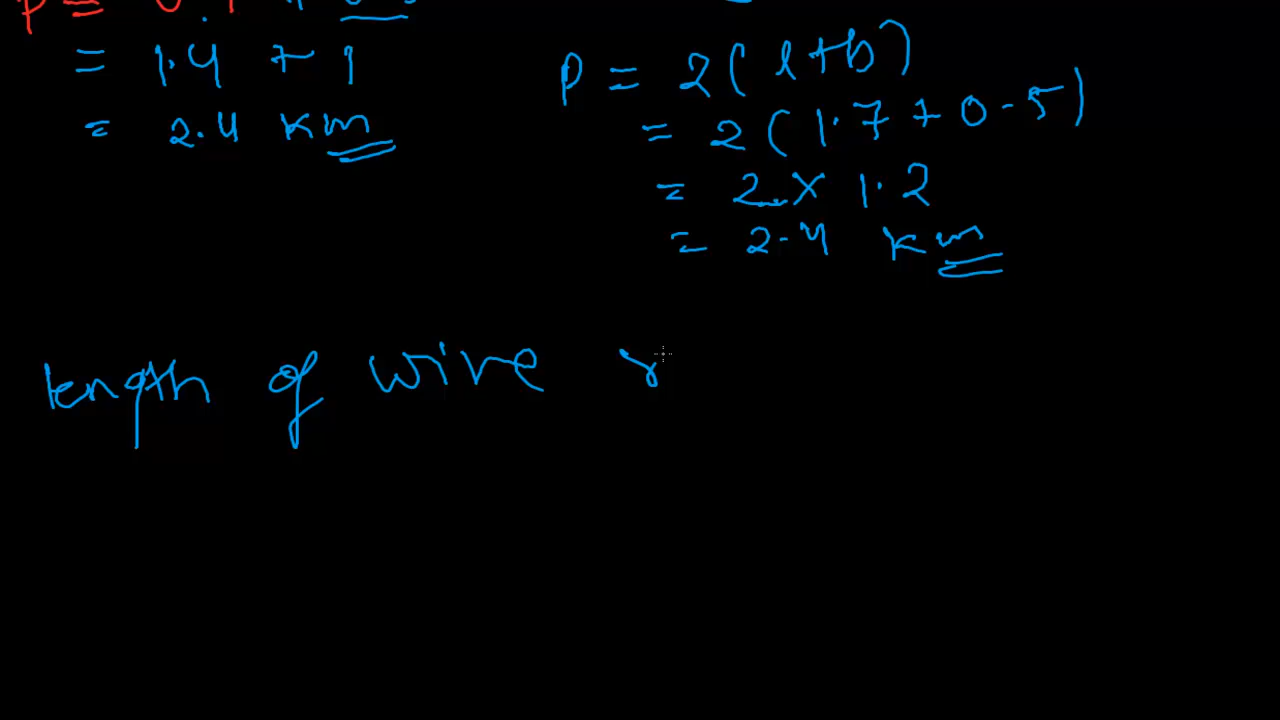 P =
= 1.4 + 1
= 2.4 km
P = 2(l+b)
= 2(1.7+0.5)
= 2 × 1.2
= 2.4 km
length of wire r